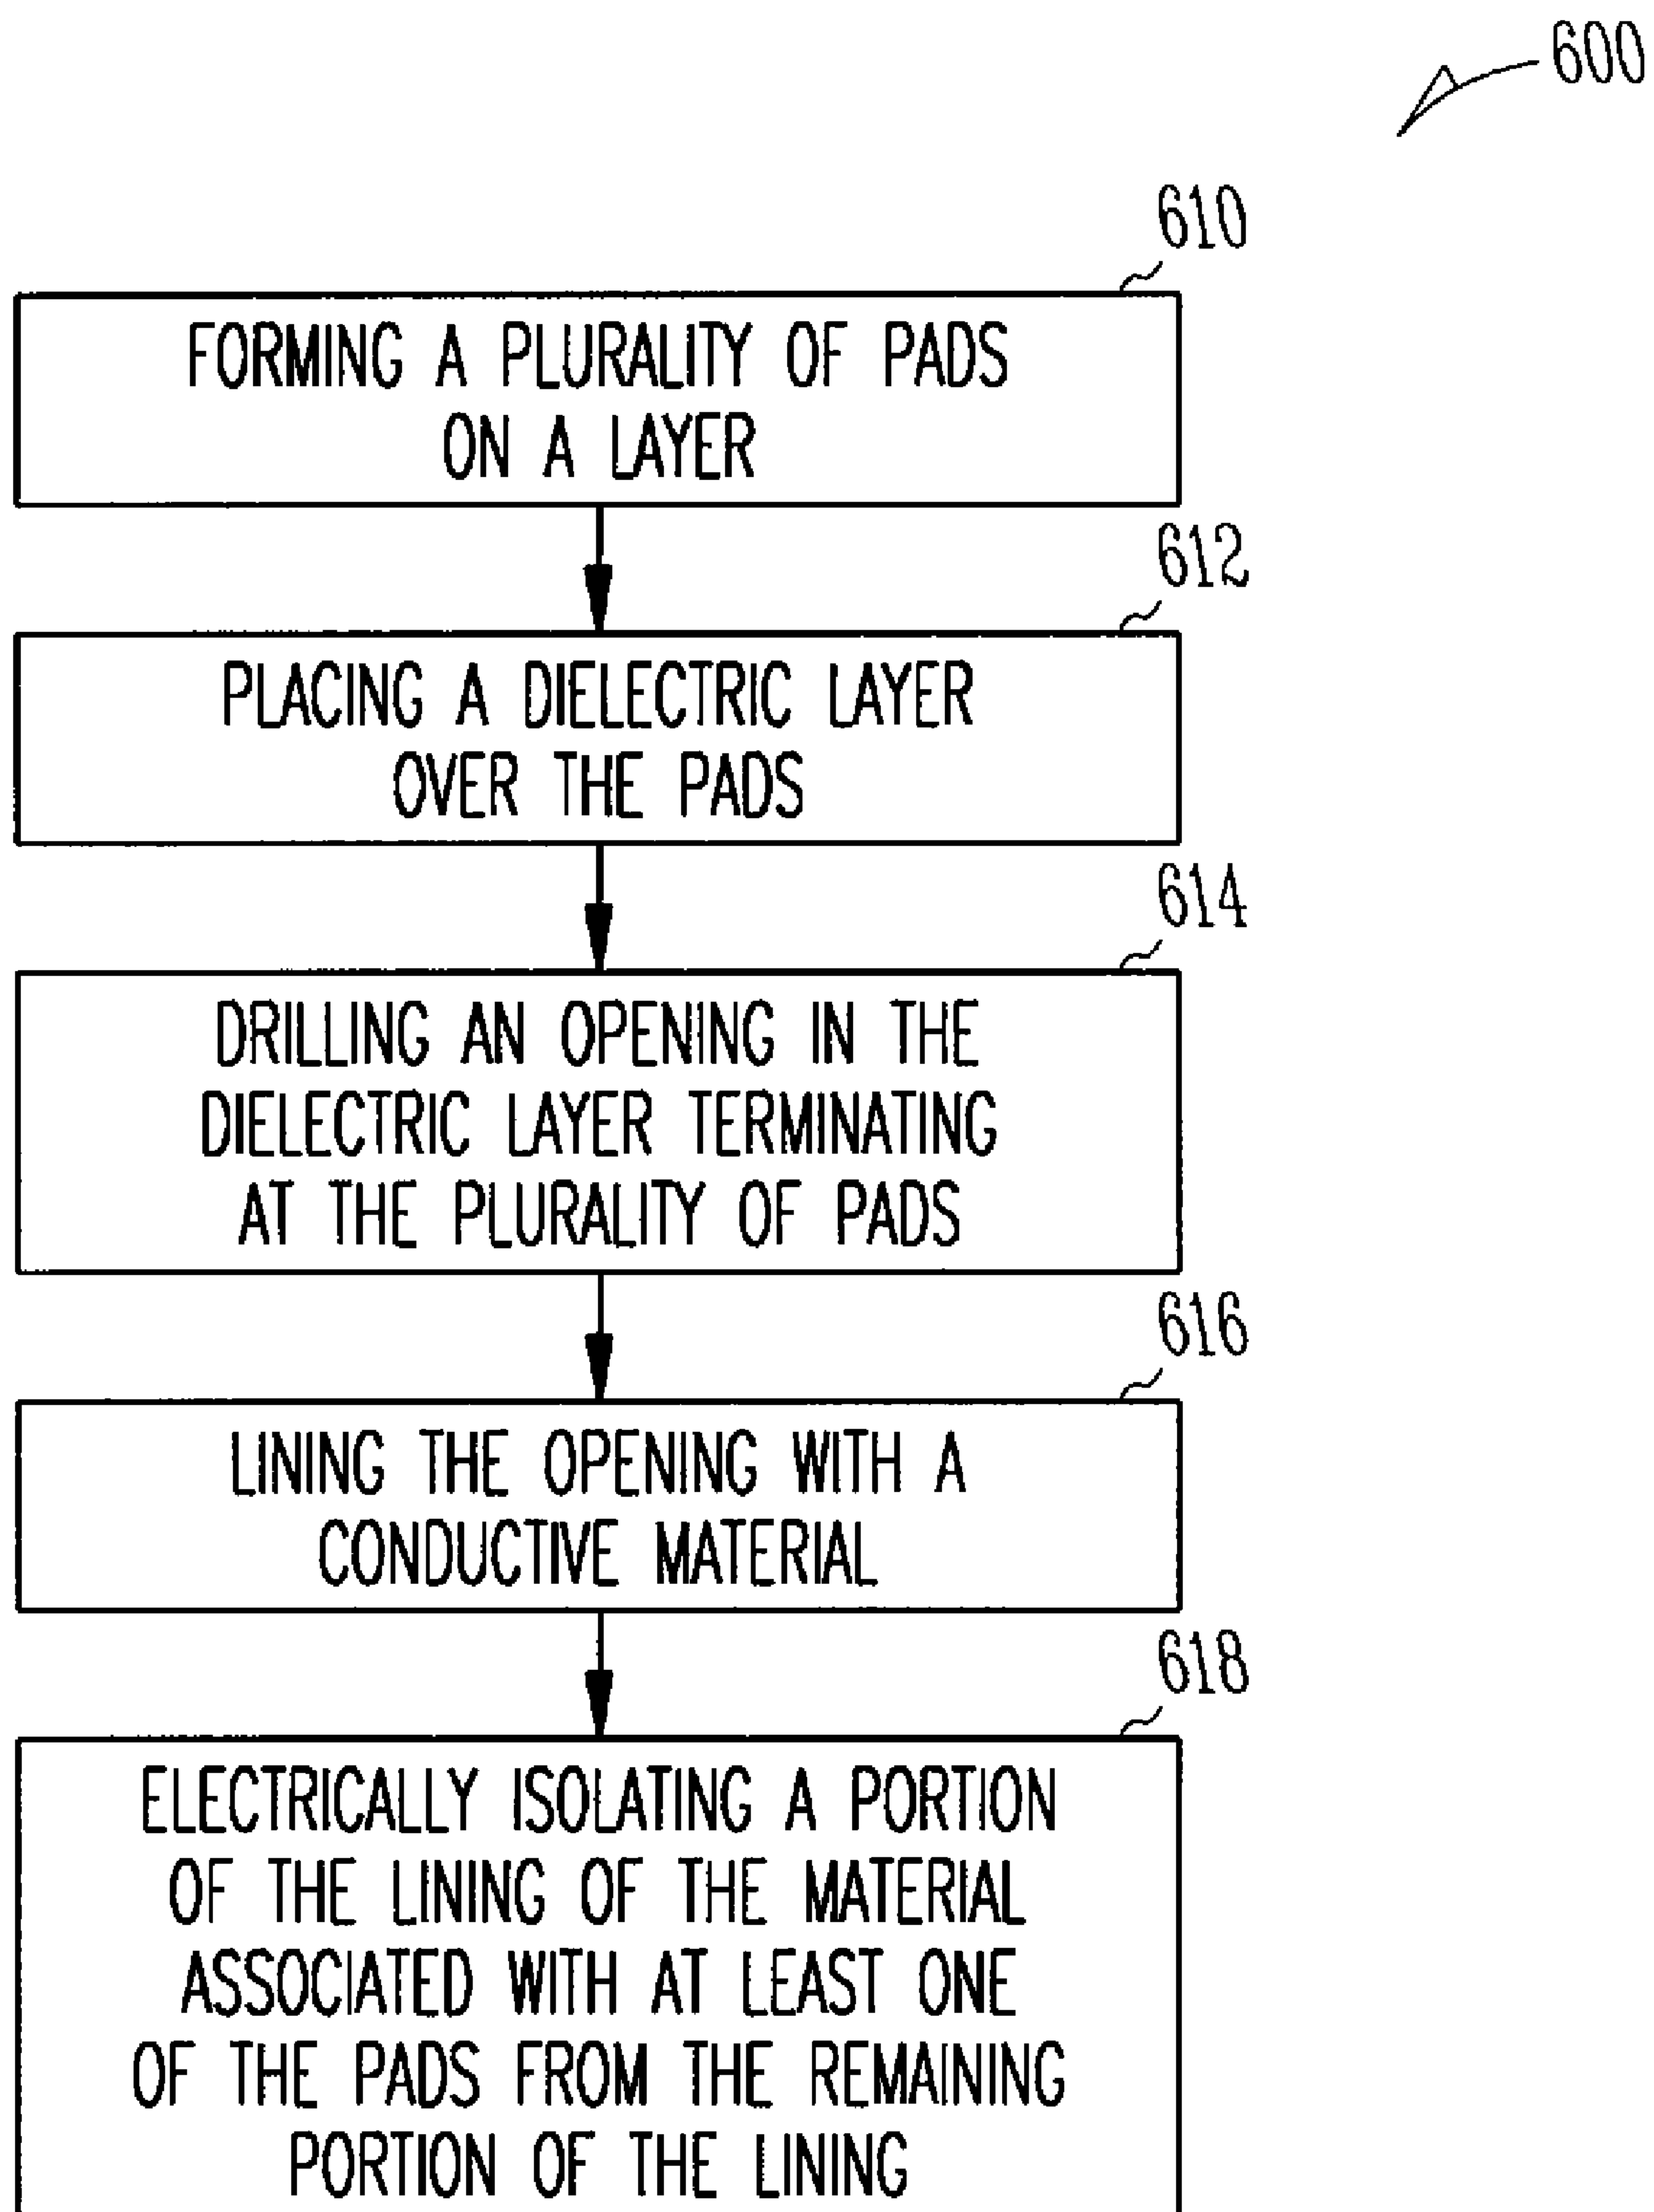 600
610
FORMING A PLURALITY OF PADS
ON A LAYER
612
PLACING A DIELECTRIC LAYER
OVER THE PADS
614
DRILLING AN OPENING IN THE
DIELECTRIC LAYER TERMINATING
AT THE PLURALITY OF PADS
616
LINING THE OPENING WITH A
CONDUCTIVE MATERIAL
618
ELECTRICALLY ISOLATING A PORTION
OF THE LINING OF THE MATERIAL
ASSOCIATED WITH AT LEAST ONE
OF THE PADS FROM THE REMAINING
PORTION OF THE LINING